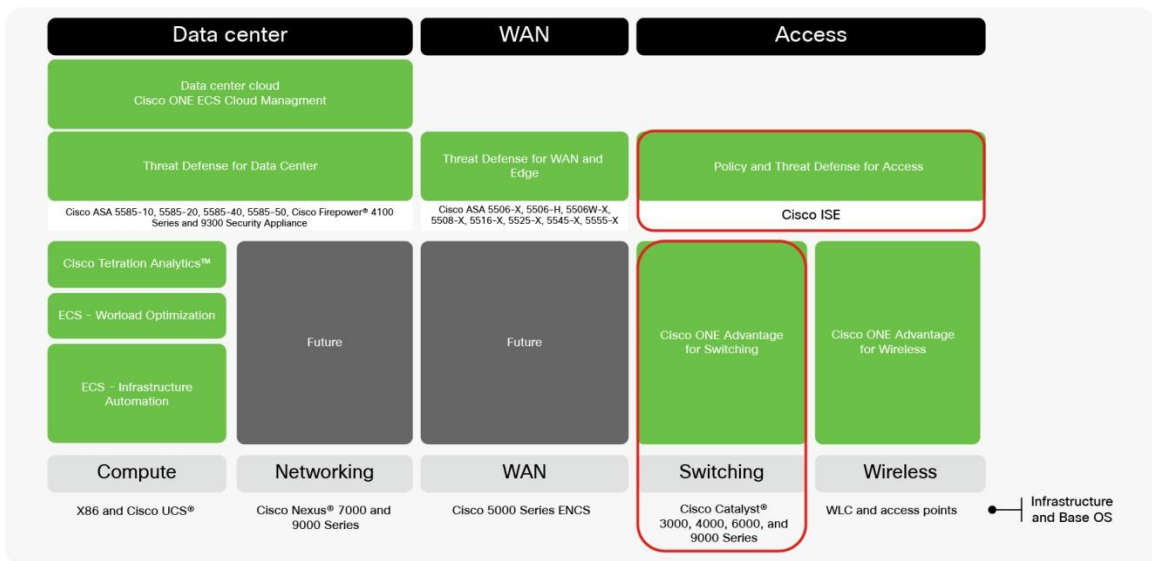 Data center
WAN
Access
Data center cloud
Cisco ONE ECS Cloud Managment
Threat Defense for Data Center
Threat Defense for WAN and
Edge
Policy and Threat Defense for Access
Cisco ASA 5585-10, 5585-20, 5585-40, 5585-50, Cisco Firepower® 4100
Series and 9300 Security Appliance
Cisco ASA 5506-X, 5506-H, 5506W-X,
5508-X, 5516-X, 5525-X, 5545-X, 5555-X
Cisco ISE
Cisco Tetration Analytics™
ECS - Worload Optimization
ECS - Infrastructure
Automation
Future
Future
Cisco ONE Advantage
for Switching
Cisco ONE Advantage
for Wireless
Compute
Networking
WAN
Switching
Wireless
X86 and Cisco UCS®
Cisco Nexus® 7000 and
9000 Series
Cisco 5000 Series ENCS
Cisco Catalyst®
3000, 4000, 6000, and
9000 Series
WLC and access points
Infrastructure
and Base OS